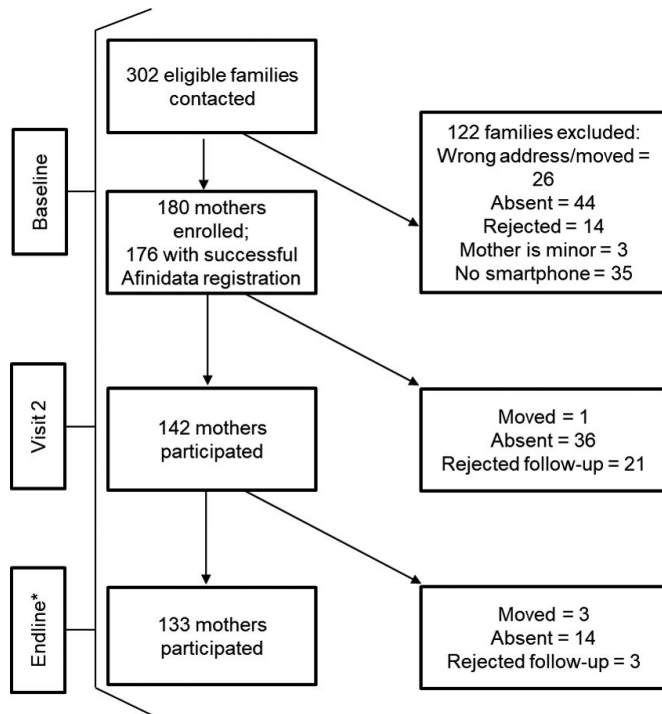 302 eligible families
contacted
122 families excluded:
Wrong address/moved =
26
Absent = 44
Rejected = 14
Mother is minor = 3
No smartphone = 35
Baseline
180 mothers
enrolled;
176 with successful
Afinidata registration
Visit 2
142 mothers
participated
Moved = 1
Absent = 36
Rejected follow-up = 21
Endline*
133 mothers
participated
Moved = 3
Absent = 14
Rejected follow-up = 3